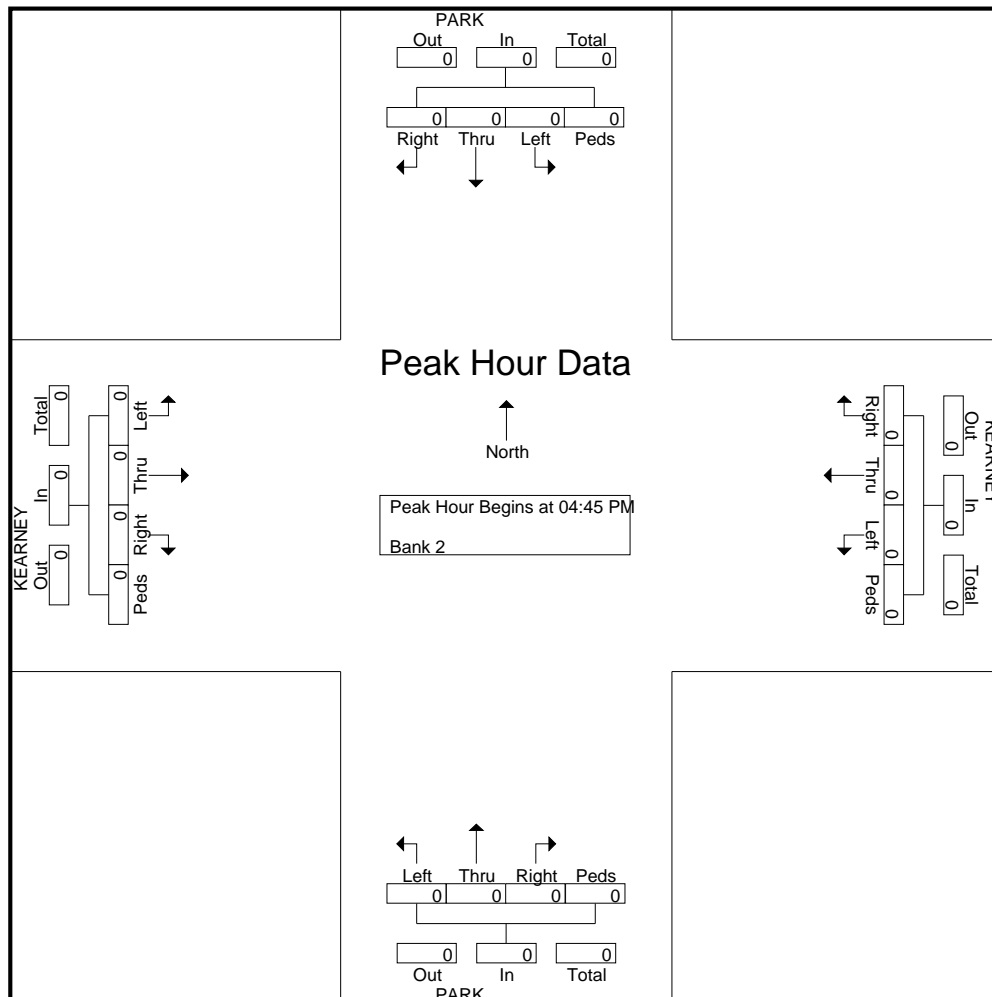 PARK
Out In Total
0 0 0
0 0 0 0
Right Thru Left Peds
Peak Hour Data
North
Peak Hour Begins at 04:45 PM
Bank 2
KEARNEY
Total In Out
0 0 0
0 0 0 0
Left Thru Right Peds
KEARNEY
Out In Total
0 0 0
0 0 0 0
Right Thru Left Peds
Left Thru Right Peds
0 0 0 0
0 0 0
Out In Total
PARK